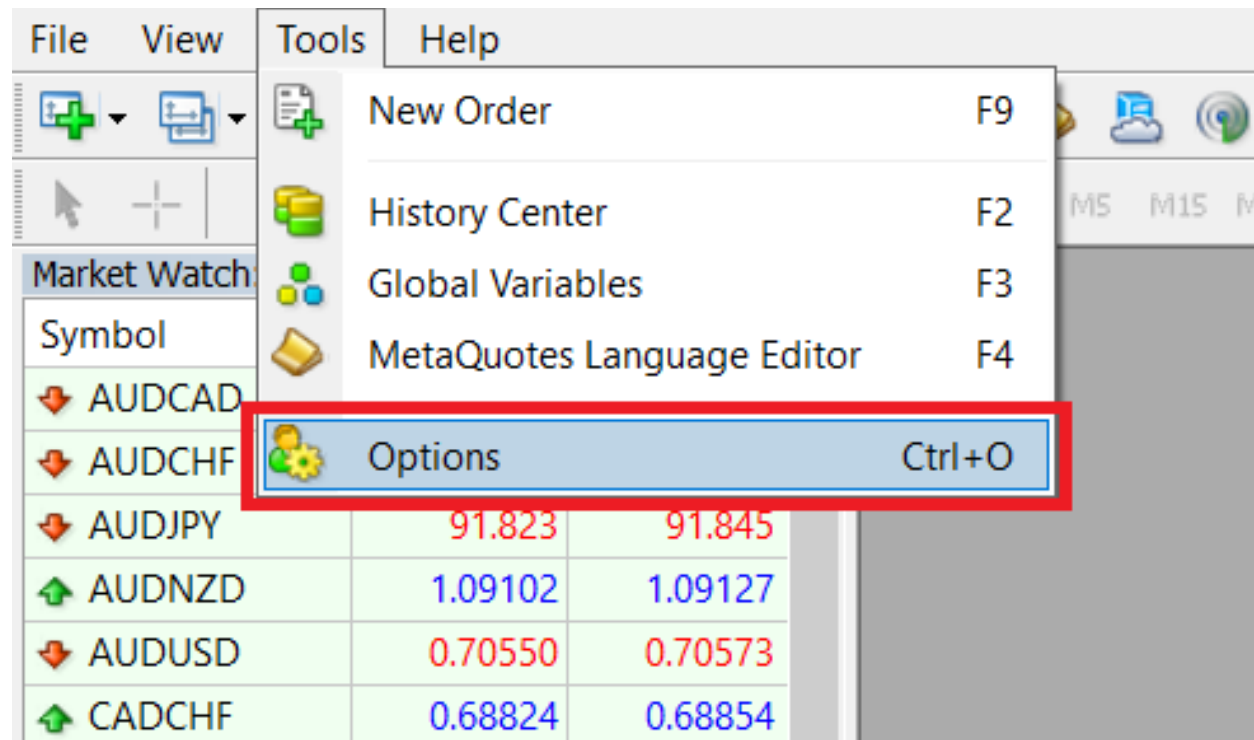 File View Tools Help
New Order F9
History Center F2
M5 M15
Global Variables F3
Market Watch:
MetaQuotes Language Editor F4
Symbol
Options Ctrl+O
AUDCAD
AUDCHF
AUDJPY 91.823 91.845
AUDNZD 1.09102 1.09127
AUDUSD 0.70550 0.70573
CADCHF 0.68824 0.68854